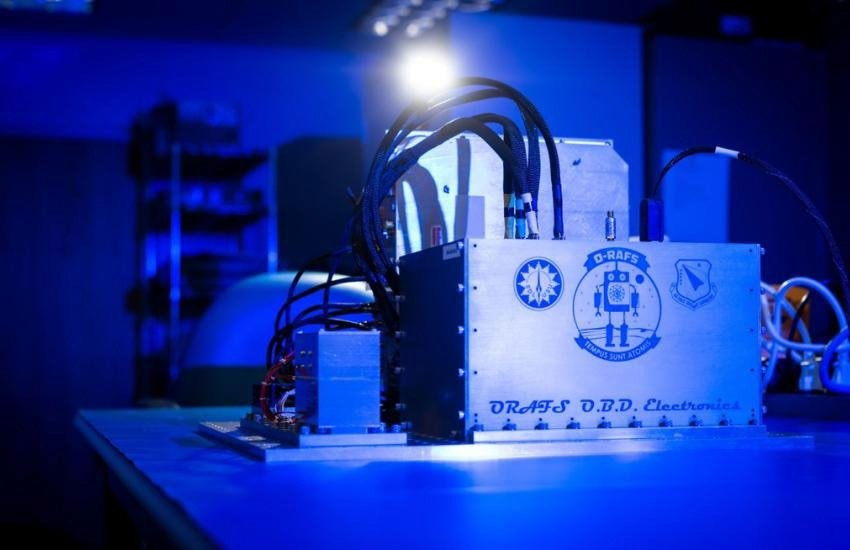 O-RAFS
TEMPUS SUNT ATOMIS
ORAFS O.B.D. Electronics